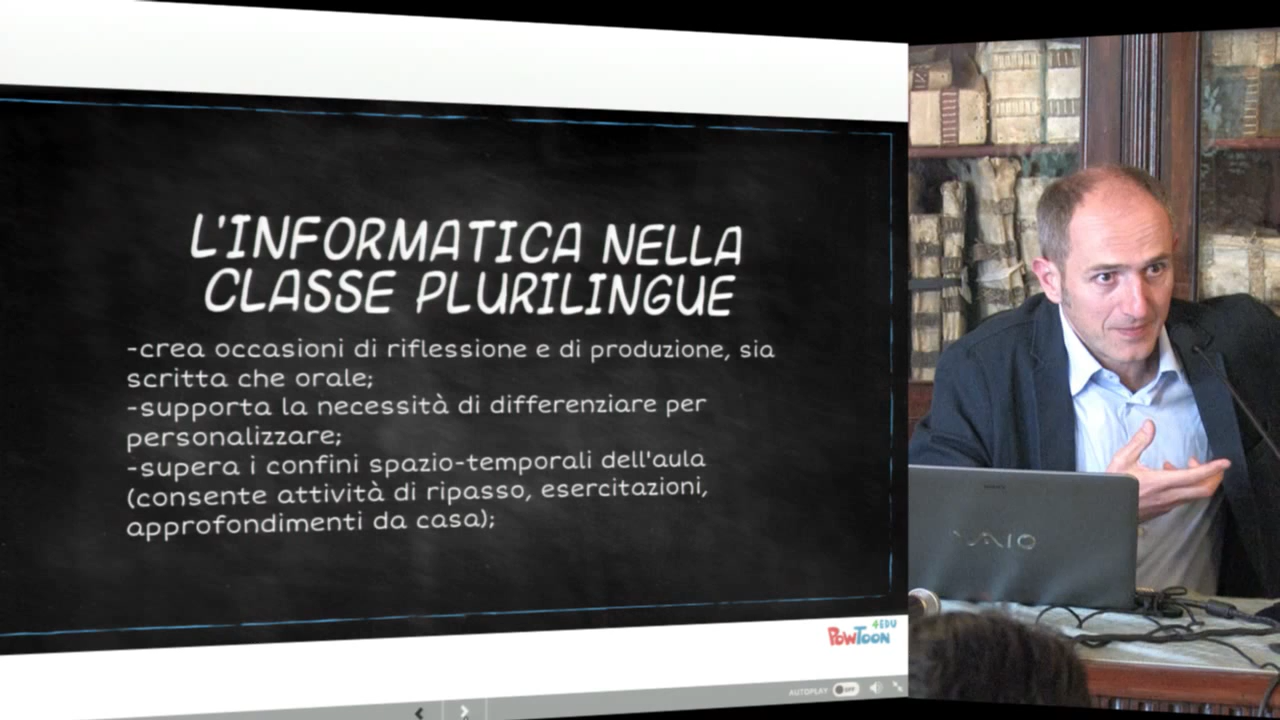 L'INFORMATICA NELLA
CLASSE PLURILINGUE
-crea occasioni di riflessione e di produzione, sia
scritta che orale;
-supporta la necessità di differenziare per
personalizzare;
-supera i confini spazio-temporali dell'aula
(consente attività di ripasso, esercitazioni,
approfondimenti da casa);
4EDU
POWTOON
AUTOPLAY OFF
VAIO